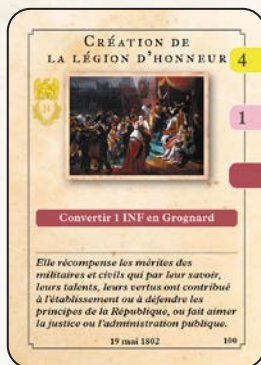 CRÉATION DE
LA LÉGION D'HONNEUR
4
1
Convertir 1 INF en Grognard
Elle récompense les mérites des
militaires et civils qui par leur savoir,
leurs talents, leurs vertus ont contribué
à l'établissement ou à défendre les
principes de la République, ou fait aimer
la justice ou l'administration publique.
19 mai 1802
100